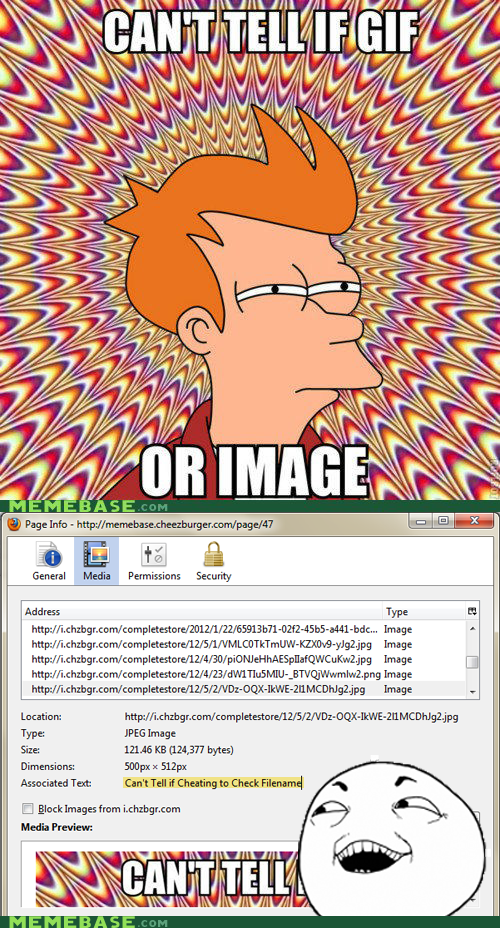 CAN'T TELL IF GIF
OR IMAGE
MEMEBASE.COM
Page Info - http://memebase.cheezburger.com/page/47
General Media Permissions Security
Address Type
http://i.chzbgr.com/completestore/2012/1/22/65913b71-02f2-45b5-a441-bdc... Image
http://i.chzbgr.com/completestore/12/5/1/VMLC0TkTmUW-KZX0v9-yJg2.jpg Image
http://i.chzbgr.com/completestore/12/4/30/piONJeHhAESpIIafQWCuKw2.jpg Image
http://i.chzbgr.com/completestore/12/4/23/dW1TIu5MIU-_BTVQjWwmIw2.png Image
http://i.chzbgr.com/completestore/12/5/2/VDz-OQX-IkWE-2I1MCDhJg2.jpg Image
Location: http://i.chzbgr.com/completestore/12/5/2/VDz-OQX-IkWE-2I1MCDhJg2.jpg
Type: JPEG Image
Size: 121.46 KB (124,377 bytes)
Dimensions: 500px × 512px
Associated Text: Can't Tell if Cheating to Check Filename
Block Images from i.chzbgr.com
Media Preview:
CAN'T TELL
MEMEBASE.COM